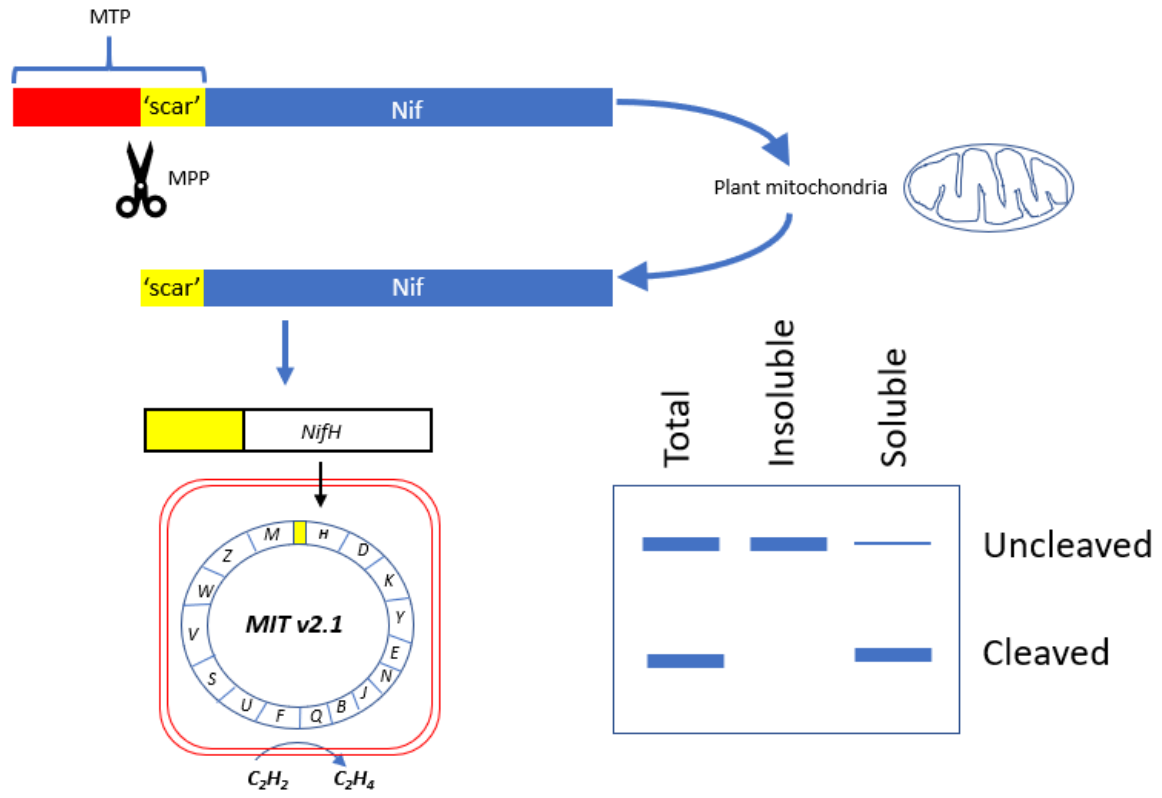 MTP
‘scar’ Nif
MPP
Plant mitochondria
‘scar’ Nif
NifH
Total
Insoluble
Soluble
M
H
D
K
Y
E
N
J
B
Q
F
U
S
V
W
Z
MIT v2.1
C₂H₂ C₂H₄
Uncleaved
Cleaved